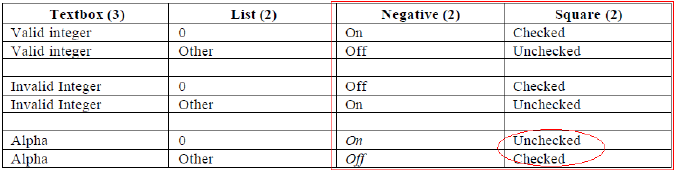 Textbox (3) List (2) Negative (2) Square (2)
Valid integer 0 On Checked
Valid integer Other Off Unchecked
Invalid Integer 0 Off Checked
Invalid Integer Other On Unchecked
Alpha 0 On Unchecked
Alpha Other Off Checked